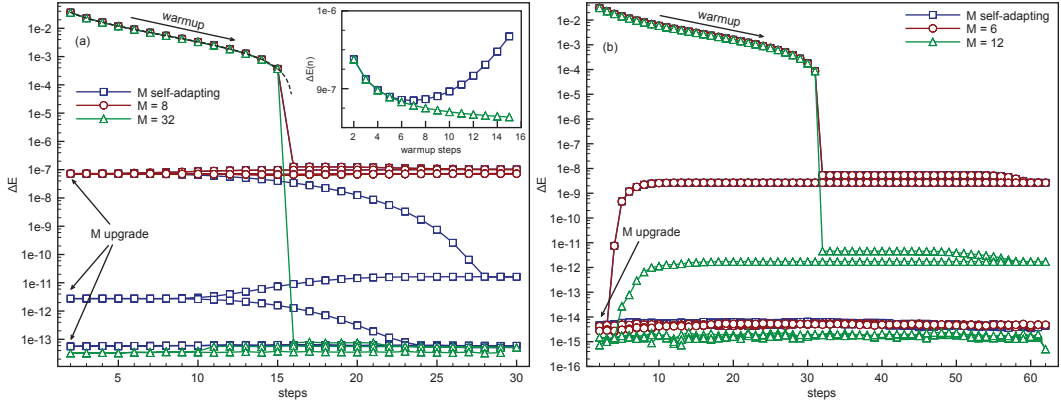 1e-2
1e-3
1e-4
1e-5
1e-6
1e-7
1e-8
1e-9
1e-10
1e-11
1e-12
1e-13
ΔE
(a)
warmup
M self-adapting
M = 8
M = 32
M upgrade
5
10
15
20
25
30
steps
1e-6
9e-7
ΔE(n)
2
4
6
8
10
12
14
16
warmup steps
1e-2
1e-3
1e-4
1e-5
1e-6
1e-7
1e-8
1e-9
1e-10
1e-11
1e-12
1e-13
1e-14
1e-15
1e-16
ΔE
(b)
warmup
M self-adapting
M = 6
M = 12
M upgrade
10
20
30
40
50
60
steps